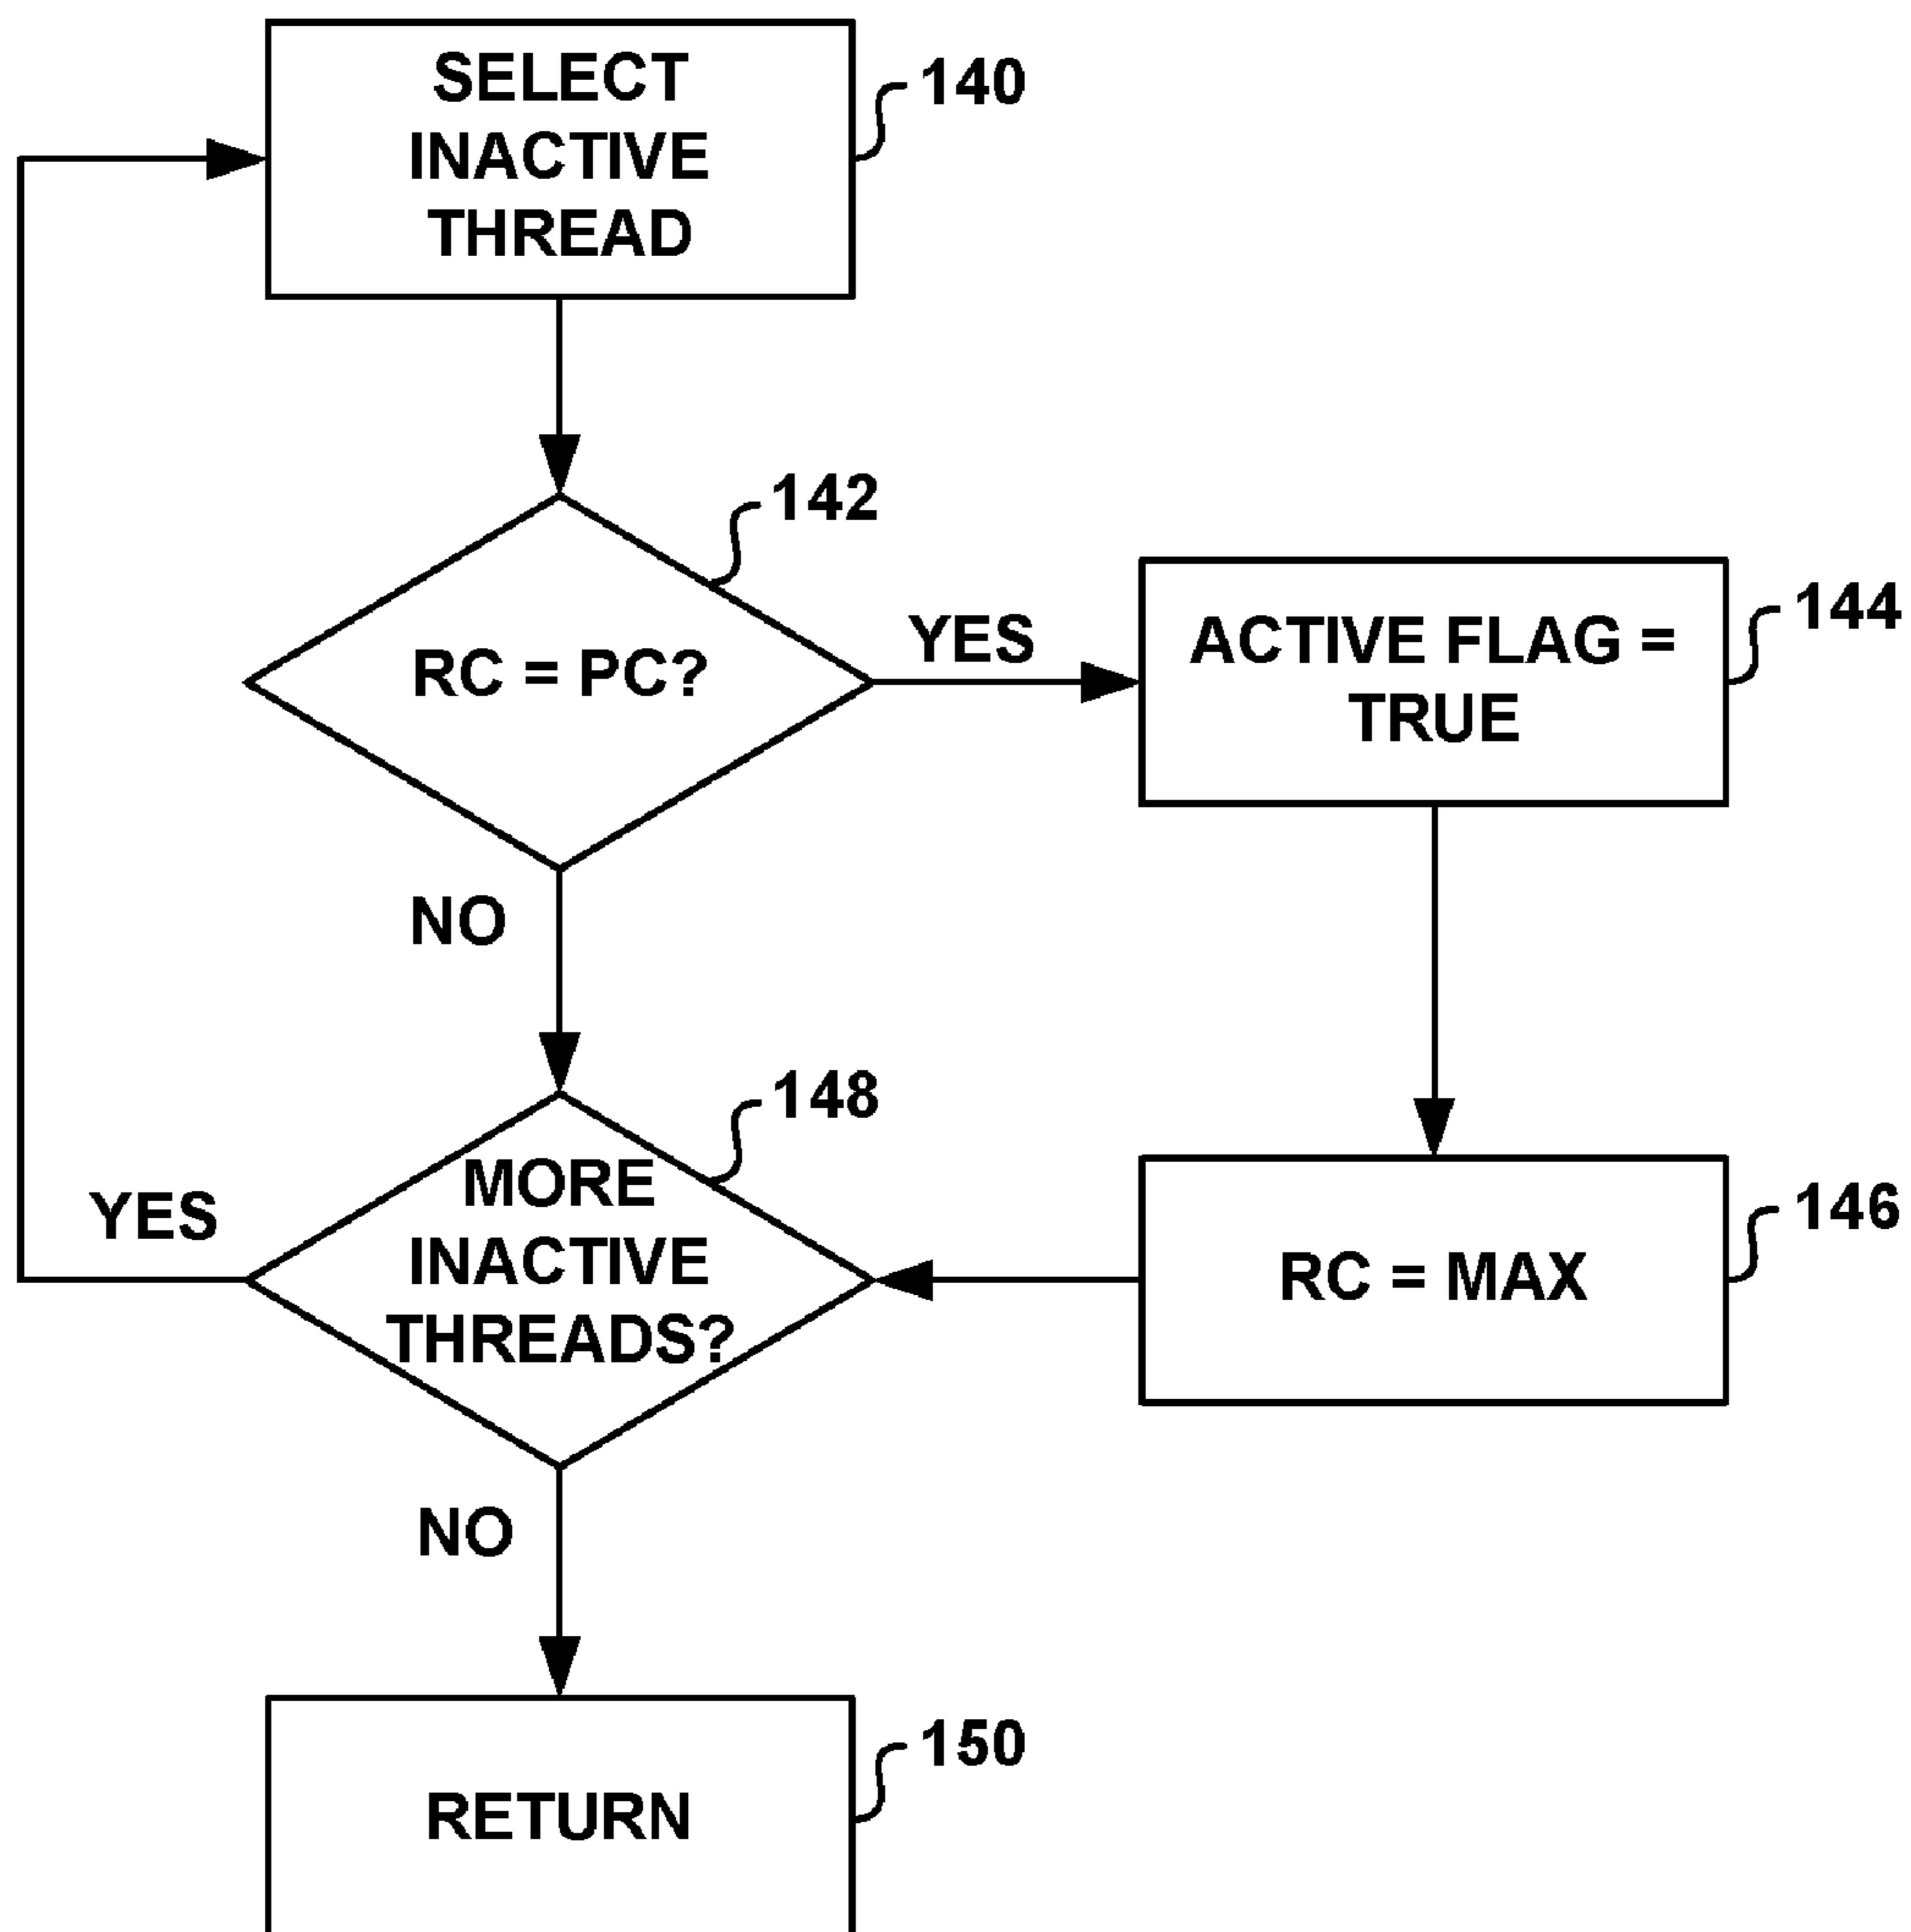 SELECT
INACTIVE
THREAD
140
142
RC = PC?
YES
ACTIVE FLAG =
TRUE
144
NO
148
MORE
INACTIVE
THREADS?
YES
146
RC = MAX
NO
150
RETURN